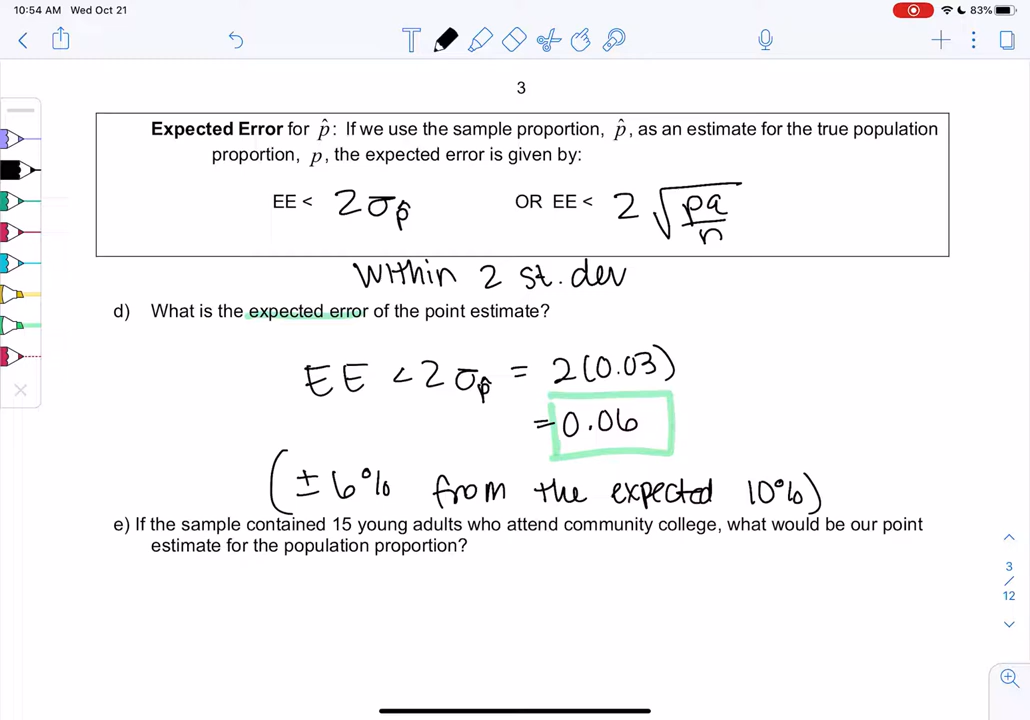 10:54 AM Wed Oct 21
83%
3
Expected Error for p̂: If we use the sample proportion, p̂, as an estimate for the true population
proportion, p, the expected error is given by:
EE < 2σp̂ OR EE < 2√(pq/n)
within 2 st. dev
d) What is the expected error of the point estimate?
EE < 2σp̂ = 2(0.03)
= 0.06
(±6% from the expected 10%)
e) If the sample contained 15 young adults who attend community college, what would be our point
estimate for the population proportion?
3
/
12